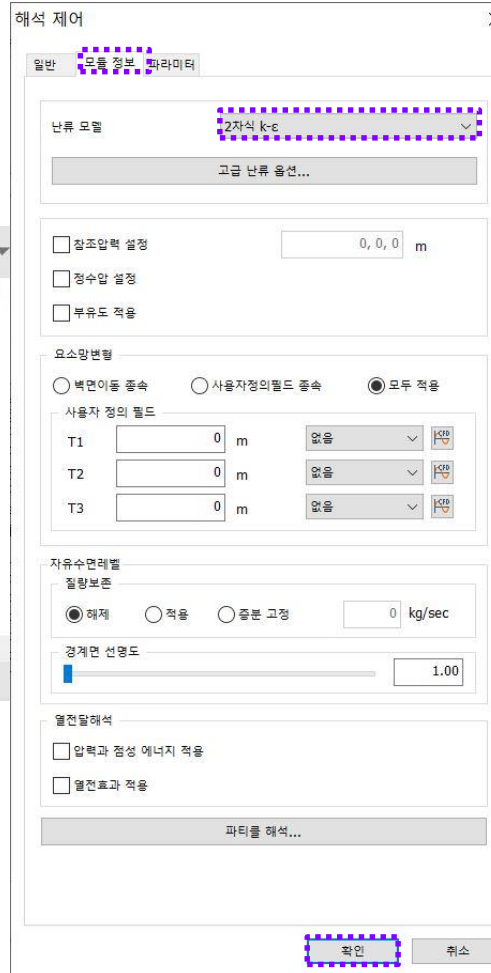 해석 제어
일반 모듈 정보 파라미터
난류 모델 2차식 k-ε
고급 난류 옵션...
참조압력 설정 0, 0, 0 m
정수압 설정
부유도 적용
요소망변형
벽면이동 종속 사용자정의필드 종속 모두 적용
사용자 정의 필드
T1 0 m 없음 CFD
T2 0 m 없음 CFD
T3 0 m 없음 CFD
자유수면레벨
질량보존
해제 적용 증분 고정 0 kg/sec
경계면 선명도
1.00
열전달해석
압력과 점성 에너지 적용
열전효과 적용
파티클 해석...
확인 취소